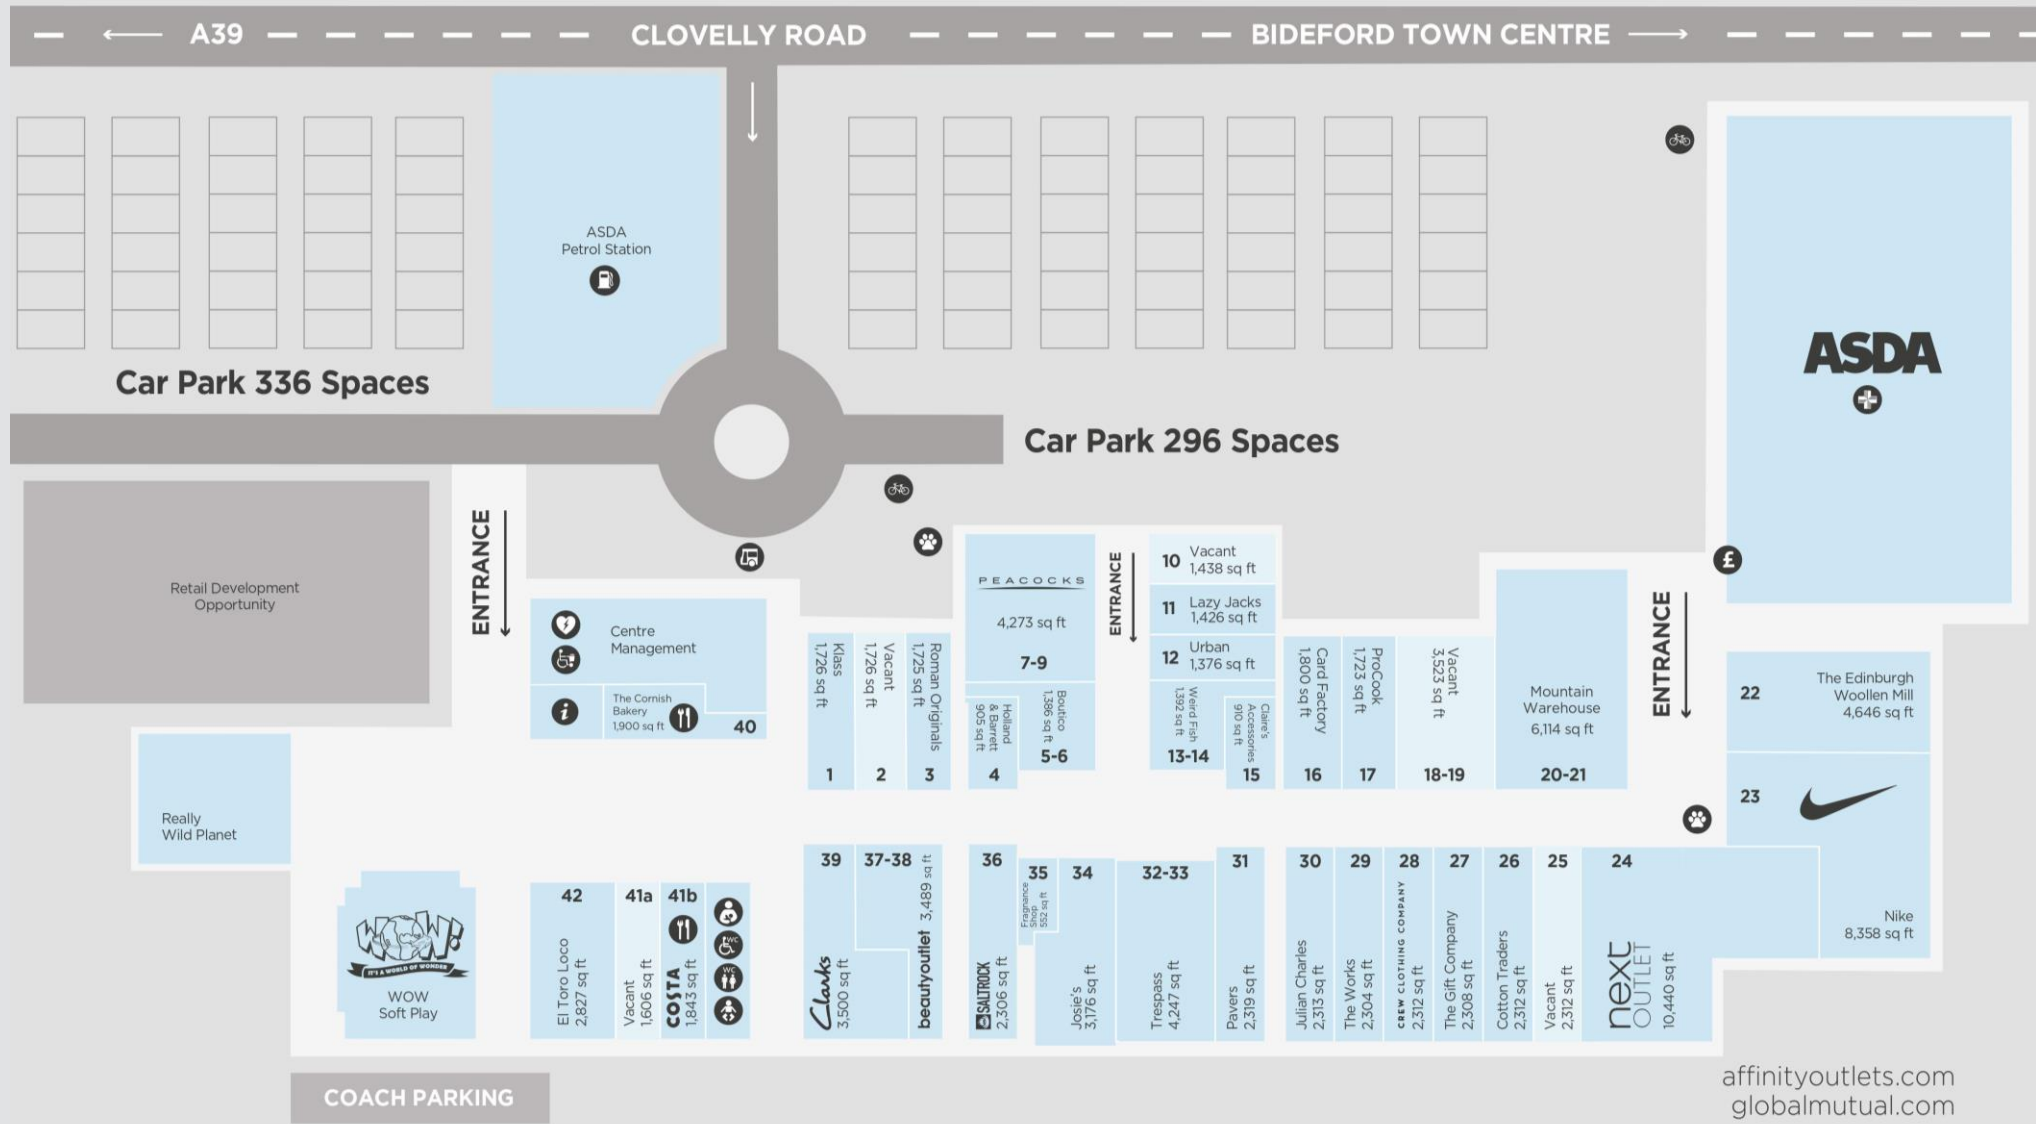 A39
CLOVELLY ROAD
BIDEFORD TOWN CENTRE
ASDA
Petrol Station
Car Park 336 Spaces
Car Park 296 Spaces
ASDA
ENTRANCE
Retail Development
Opportunity
Centre
Management
i
The Cornish
Bakery
1,900 sq ft
40
Klass
1,726 sq ft
1
Vacant
1,726 sq ft
2
Roman Originals
1,725 sq ft
3
PEACOCKS
4,273 sq ft
7-9
Holland
& Barrett
905 sq ft
4
Boutico
1,386 sq ft
5-6
ENTRANCE
10
Vacant
1,438 sq ft
11
Lazy Jacks
1,426 sq ft
12
Urban
1,376 sq ft
Weird Fish
1,392 sq ft
13-14
Claire's
Accessories
910 sq ft
15
Card Factory
1,800 sq ft
16
ProCook
1,723 sq ft
17
Vacant
3,523 sq ft
18-19
Mountain
Warehouse
6,114 sq ft
20-21
ENTRANCE
£
22
The Edinburgh
Woollen Mill
4,646 sq ft
23
Nike
8,358 sq ft
Really
Wild Planet
WOW!
IT'S A WORLD OF WONDER
WOW
Soft Play
42
El Toro Loco
2,827 sq ft
41a
Vacant
1,606 sq ft
41b
COSTA
1,843 sq ft
WC
WC
39
Clarks
3,500 sq ft
37-38
beautyoutlet 3,489 sq ft
36
SALTROCK
2,306 sq ft
35
Fragnance
Shop
552 sq ft
34
Josie's
3,176 sq ft
32-33
Trespass
4,247 sq ft
31
Pavers
2,319 sq ft
30
Julian Charles
2,313 sq ft
29
The Works
2,304 sq ft
28
CREW CLOTHING COMPANY
2,312 sq ft
27
The Gift Company
2,308 sq ft
26
Cotton Traders
2,312 sq ft
25
Vacant
2,312 sq ft
24
next
OUTLET
10,440 sq ft
COACH PARKING
affinityoutlets.com
globalmutual.com